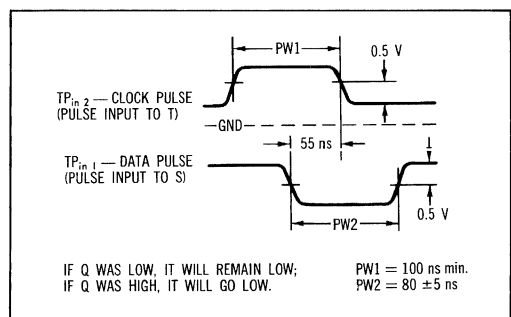 PW1
0.5 V
TPin 2 — CLOCK PULSE
(PULSE INPUT TO T)
GND
55 ns
TPin 1 — DATA PULSE
(PULSE INPUT TO S)
1
0.5 V
PW2
IF Q WAS LOW, IT WILL REMAIN LOW;
IF Q WAS HIGH, IT WILL GO LOW.
PW1 = 100 ns min.
PW2 = 80 ±5 ns